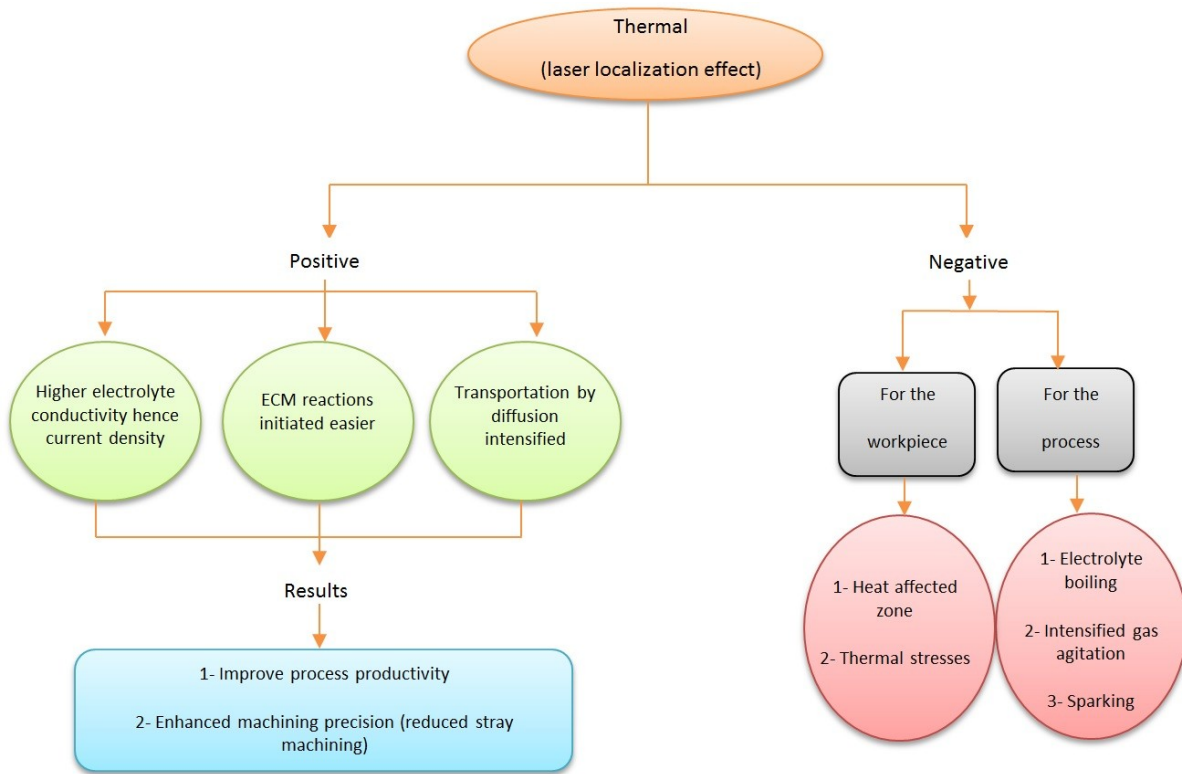 Thermal
(laser localization effect)
Positive
Negative
Higher electrolyte
conductivity hence
current density
ECM reactions
initiated easier
Transportation by
diffusion
intensified
For the
workpiece
For the
process
Results
1- Improve process productivity
2- Enhanced machining precision (reduced stray
machining)
1- Heat affected
zone
2- Thermal stresses
1- Electrolyte
boiling
2- Intensified gas
agitation
3- Sparking